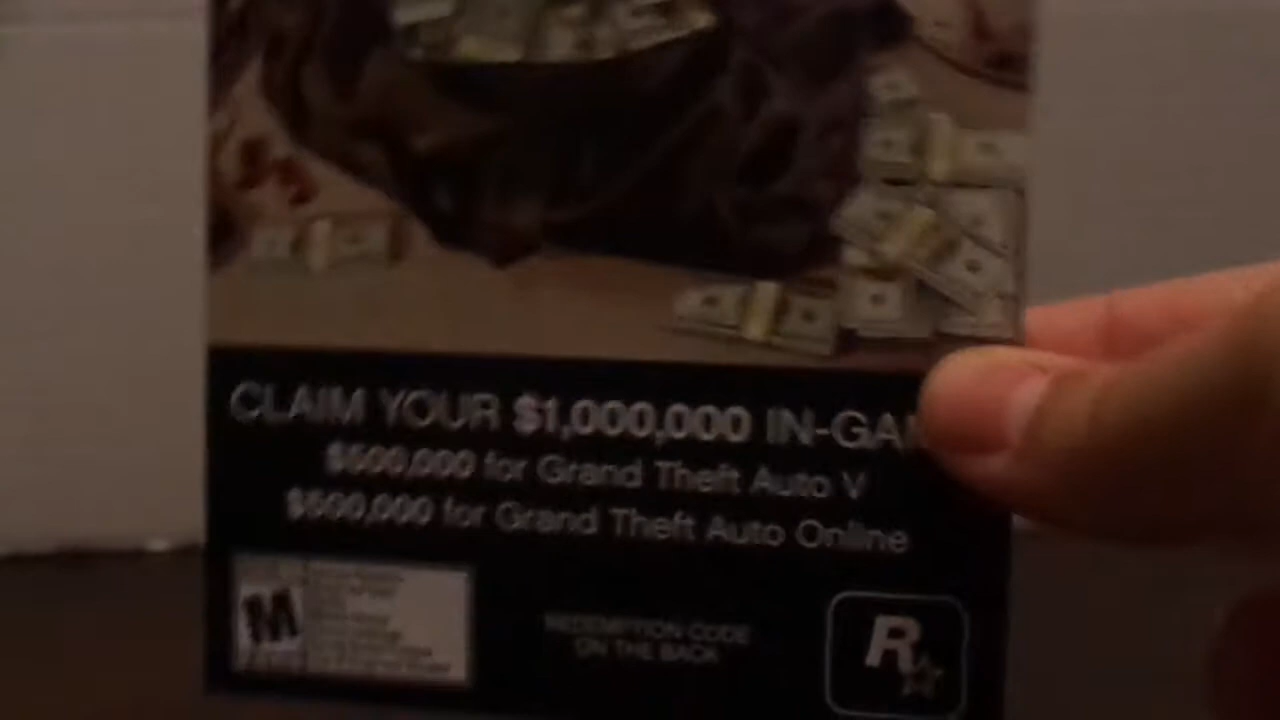 CLAIM YOUR $1,000,000 IN-GA
$500,000 for Grand Theft Auto V
$500,000 for Grand Theft Auto Online
M
REDEMPTION CODE
ON THE BACK
R